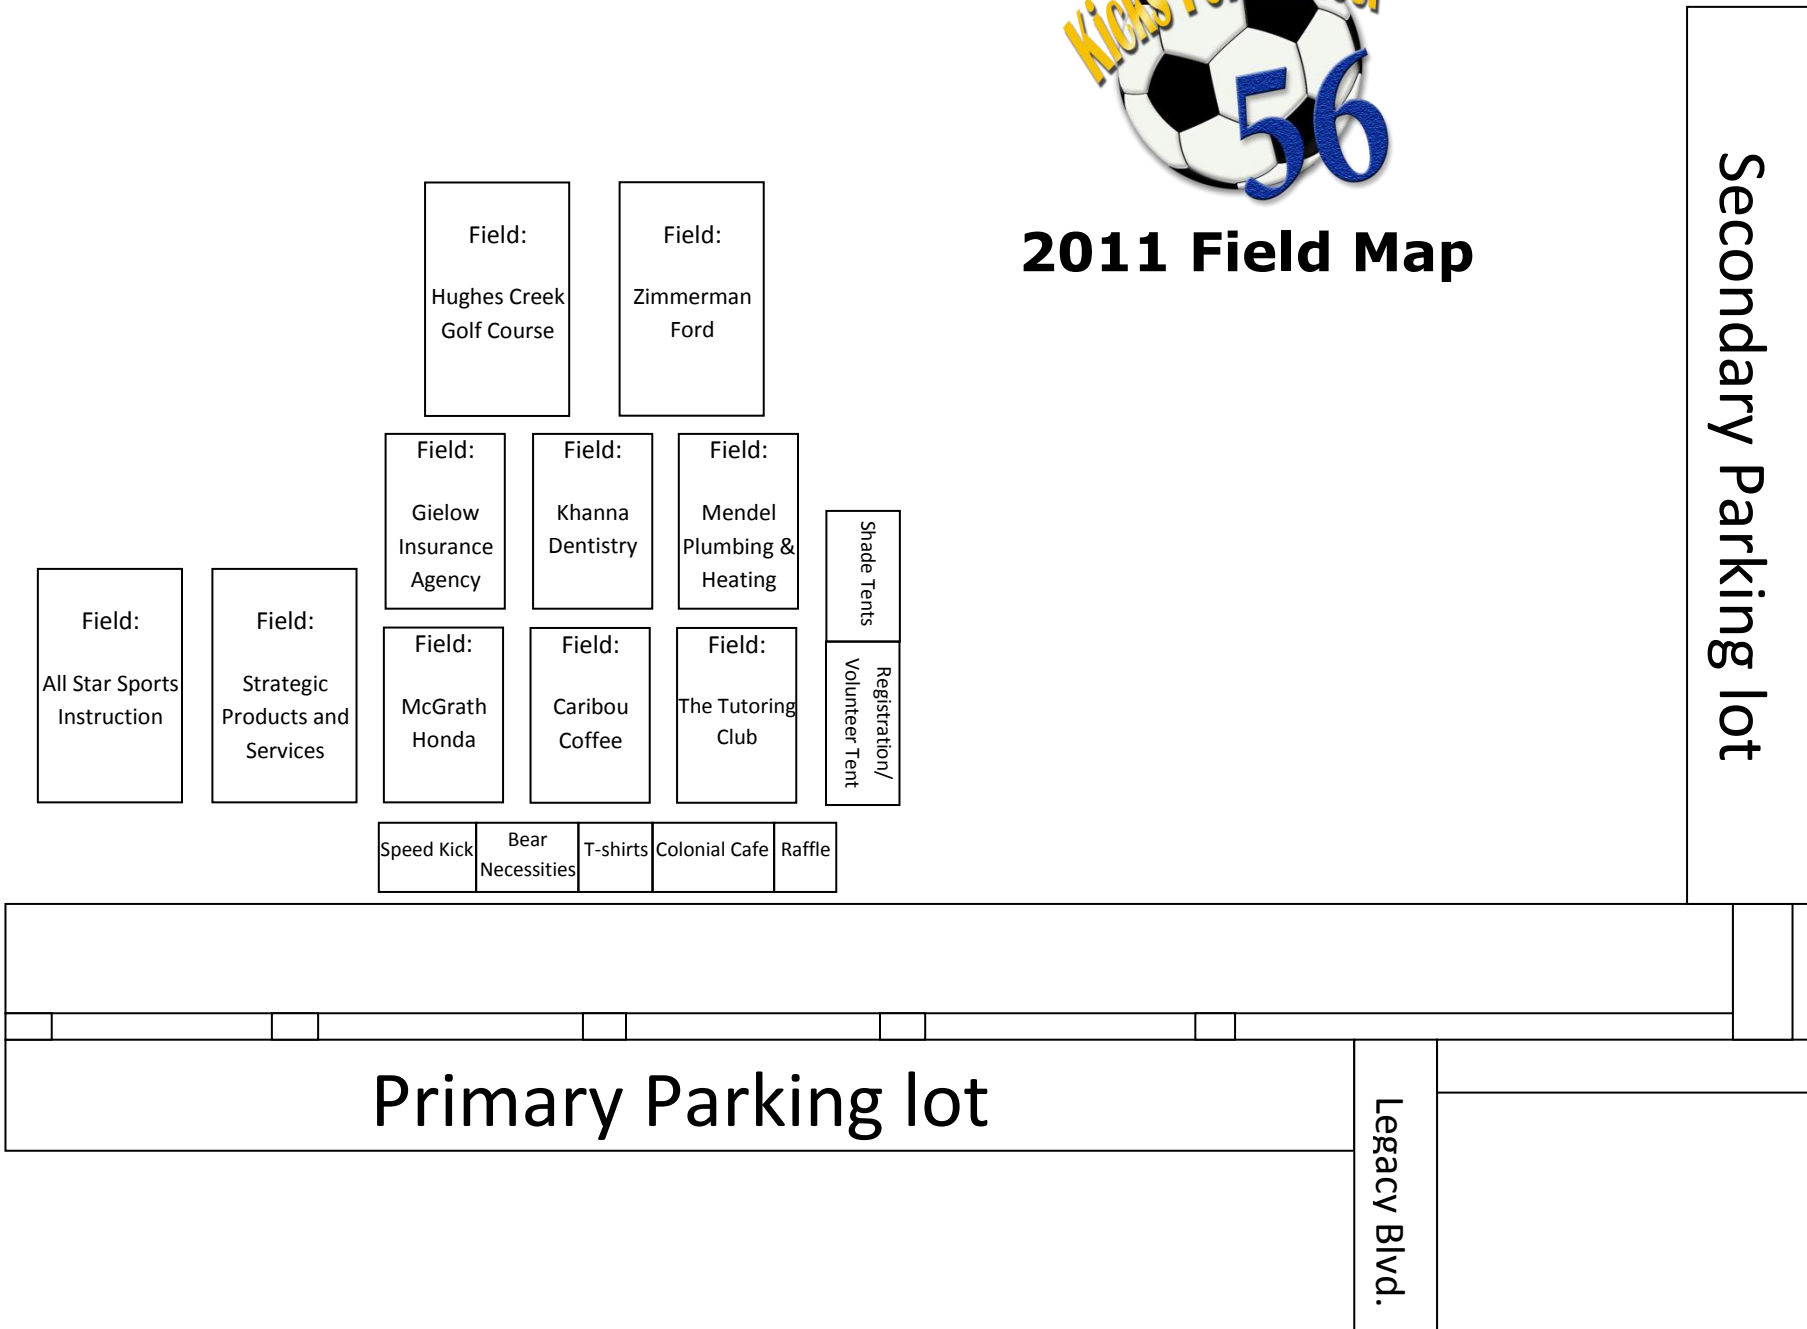 Kicks
56
2011 Field Map
Secondary Parking lot
Field:
Hughes Creek
Golf Course
Field:
Zimmerman
Ford
Field:
Gielow
Insurance
Agency
Field:
Khanna
Dentistry
Field:
Mendel
Plumbing &
Heating
Shade Tents
Field:
All Star Sports
Instruction
Field:
Strategic
Products and
Services
Field:
McGrath
Honda
Field:
Caribou
Coffee
Field:
The Tutoring
Club
Registration/
Volunteer Tent
Speed Kick
Bear
Necessities
T-shirts
Colonial Cafe
Raffle
Primary Parking lot
Legacy Blvd.